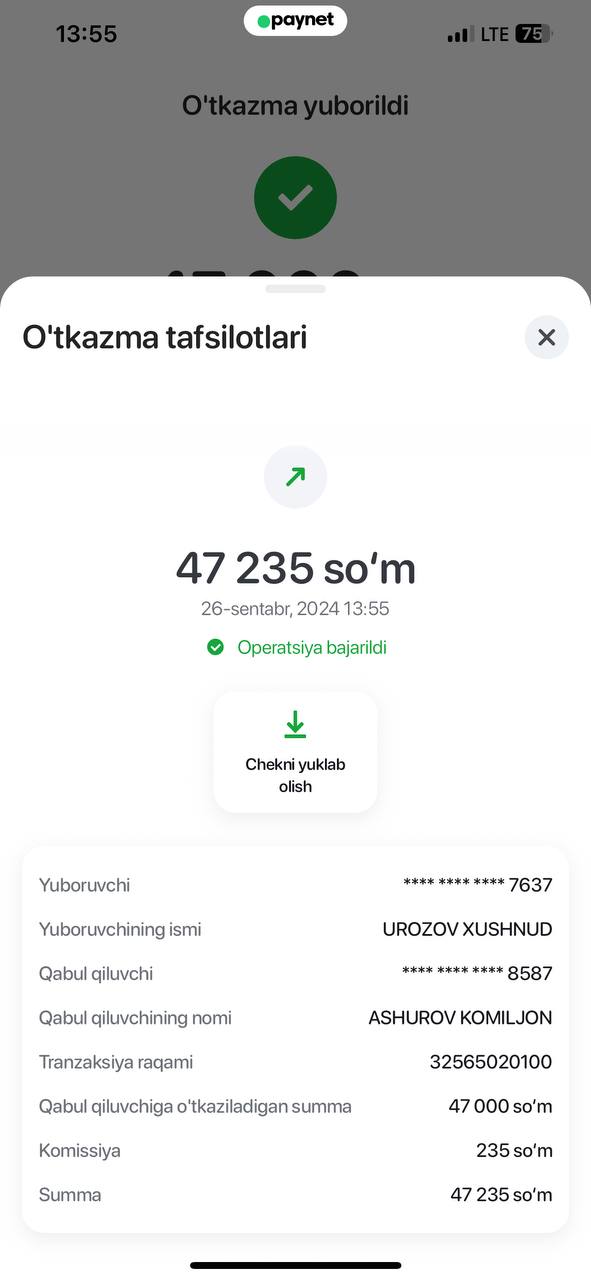 13:55
paynet
LTE 75
O'tkazma yuborildi
O'tkazma tafsilotlari
47 235 so‘m
26-sentabr, 2024 13:55
Operatsiya bajarildi
Chekni yuklab
olish
Yuboruvchi **** **** **** 7637
Yuboruvchining ismi UROZOV XUSHNUD
Qabul qiluvchi **** **** **** 8587
Qabul qiluvchining nomi ASHUROV KOMILJON
Tranzaksiya raqami 32565020100
Qabul qiluvchiga o'tkaziladigan summa 47 000 so‘m
Komissiya 235 so‘m
Summa 47 235 so‘m